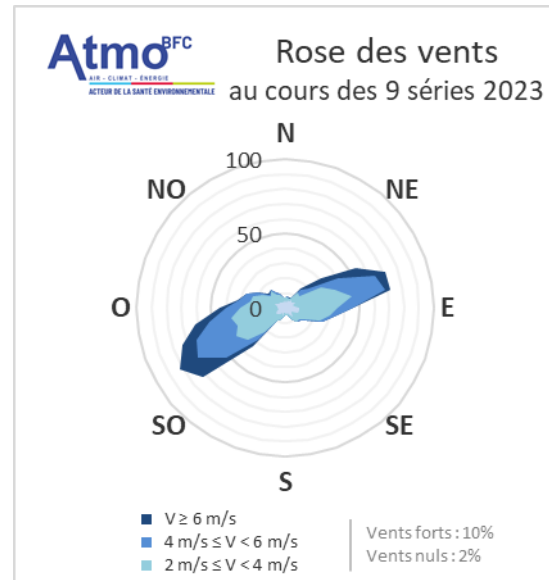 Atmo BFC
AIR - CLIMAT - ÉNERGIE
ACTEUR DE LA SANTÉ ENVIRONNEMENTALE
Rose des vents
au cours des 9 séries 2023
N
100
NO
NE
50
O
0
E
SO
SE
S
V ≥ 6 m/s
4 m/s ≤ V < 6 m/s
2 m/s ≤ V < 4 m/s
Vents forts : 10%
Vents nuls : 2%